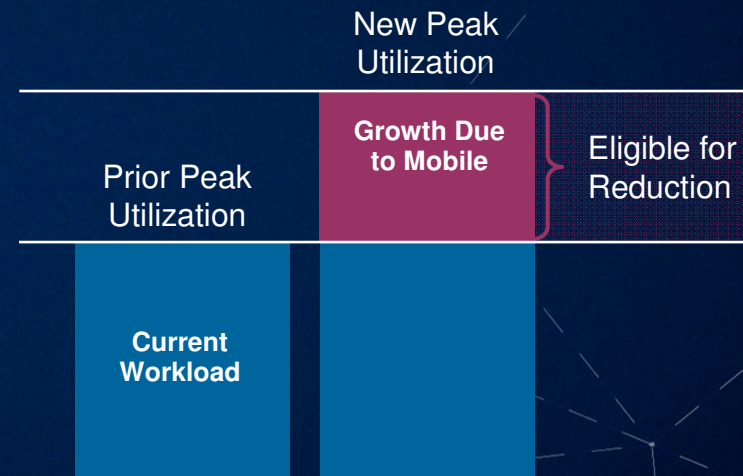 New Peak
Utilization
Growth Due
to Mobile
Eligible for
Reduction
Prior Peak
Utilization
Current
Workload